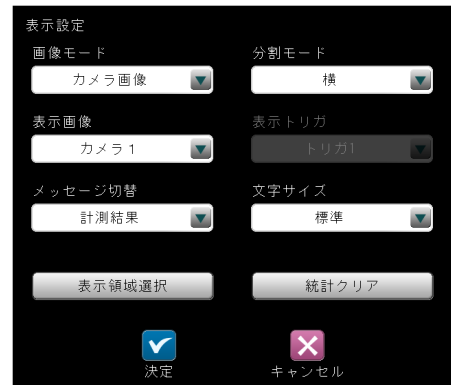 表示設定
画像モード
分割モード
カメラ画像
横
表示画像
表示トリガ
カメラ1
トリガ1
メッセージ切替
文字サイズ
計測結果
標準
表示領域選択
統計クリア
決定
キャンセル